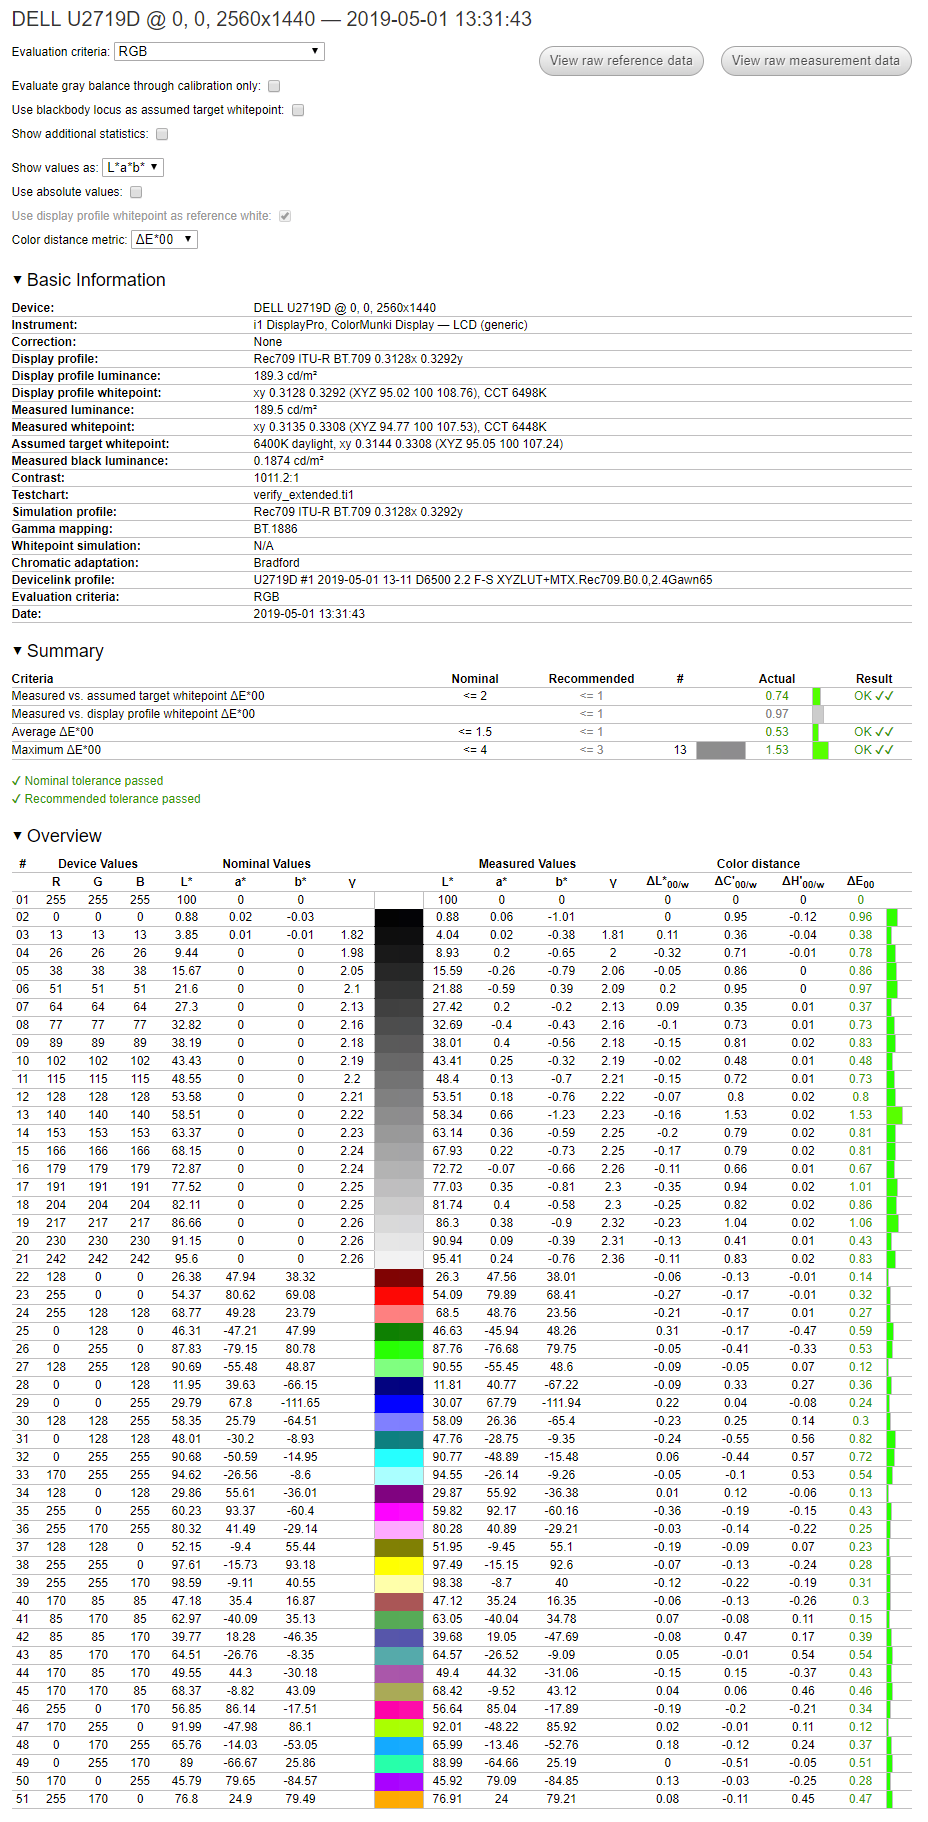 DELL U2719D @ 0, 0, 2560x1440 — 2019-05-01 13:31:43
Evaluation criteria: RGB ▼
View raw reference data
View raw measurement data
Evaluate gray balance through calibration only:
Use blackbody locus as assumed target whitepoint:
Show additional statistics:
Show values as: L*a*b* ▼
Use absolute values:
Use display profile whitepoint as reference white: ✓
Color distance metric: ΔE*00 ▼
▼ Basic Information
Device: DELL U2719D @ 0, 0, 2560x1440
Instrument: i1 DisplayPro, ColorMunki Display — LCD (generic)
Correction: None
Display profile: Rec709 ITU-R BT.709 0.3128x 0.3292y
Display profile luminance: 189.3 cd/m²
Display profile whitepoint: xy 0.3128 0.3292 (XYZ 95.02 100 108.76), CCT 6498K
Measured luminance: 189.5 cd/m²
Measured whitepoint: xy 0.3135 0.3308 (XYZ 94.77 100 107.53), CCT 6448K
Assumed target whitepoint: 6400K daylight, xy 0.3144 0.3308 (XYZ 95.05 100 107.24)
Measured black luminance: 0.1874 cd/m²
Contrast: 1011.2:1
Testchart: verify_extended.ti1
Simulation profile: Rec709 ITU-R BT.709 0.3128x 0.3292y
Gamma mapping: BT.1886
Whitepoint simulation: N/A
Chromatic adaptation: Bradford
Devicelink profile: U2719D #1 2019-05-01 13-11 D6500 2.2 F-S XYZLUT+MTX.Rec709.B0.0,2.4Gawn65
Evaluation criteria: RGB
Date: 2019-05-01 13:31:43
▼ Summary
Criteria Nominal Recommended # Actual Result
Measured vs. assumed target whitepoint ΔE*00 <= 2 <= 1 0.74 OK ✓✓
Measured vs. display profile whitepoint ΔE*00 <= 1 0.97
Average ΔE*00 <= 1.5 <= 1 0.53 OK ✓✓
Maximum ΔE*00 <= 4 <= 3 13 1.53 OK ✓✓
✓ Nominal tolerance passed
✓ Recommended tolerance passed
▼ Overview
# Device Values Nominal Values Measured Values Color distance
R G B L* a* b* γ L* a* b* γ ΔL*00/w ΔC'00/w ΔH'00/w ΔE00
01 255 255 255 100 0 0 100 0 0 0 0 0 0
02 0 0 0 0.88 0.02 -0.03 0.88 0.06 -1.01 0 0.95 -0.12 0.96
03 13 13 13 3.85 0.01 -0.01 1.82 4.04 0.02 -0.38 1.81 0.11 0.36 -0.04 0.38
04 26 26 26 9.44 0 0 1.98 8.93 0.2 -0.65 2 -0.32 0.71 -0.01 0.78
05 38 38 38 15.67 0 0 2.05 15.59 -0.26 -0.79 2.06 -0.05 0.86 0 0.86
06 51 51 51 21.6 0 0 2.1 21.88 -0.59 0.39 2.09 0.2 0.95 0 0.97
07 64 64 64 27.3 0 0 2.13 27.42 0.2 -0.2 2.13 0.09 0.35 0.01 0.37
08 77 77 77 32.82 0 0 2.16 32.69 -0.4 -0.43 2.16 -0.1 0.73 0.01 0.73
09 89 89 89 38.19 0 0 2.18 38.01 0.4 -0.56 2.18 -0.15 0.81 0.02 0.83
10 102 102 102 43.43 0 0 2.19 43.41 0.25 -0.32 2.19 -0.02 0.48 0.01 0.48
11 115 115 115 48.55 0 0 2.2 48.4 0.13 -0.7 2.21 -0.15 0.72 0.01 0.73
12 128 128 128 53.58 0 0 2.21 53.51 0.18 -0.76 2.22 -0.07 0.8 0.02 0.8
13 140 140 140 58.51 0 0 2.22 58.34 0.66 -1.23 2.23 -0.16 1.53 0.02 1.53
14 153 153 153 63.37 0 0 2.23 63.14 0.36 -0.59 2.25 -0.2 0.79 0.02 0.81
15 166 166 166 68.15 0 0 2.24 67.93 0.22 -0.73 2.25 -0.17 0.79 0.02 0.81
16 179 179 179 72.87 0 0 2.24 72.72 -0.07 -0.66 2.26 -0.11 0.66 0.01 0.67
17 191 191 191 77.52 0 0 2.25 77.03 0.35 -0.81 2.3 -0.35 0.94 0.02 1.01
18 204 204 204 82.11 0 0 2.25 81.74 0.4 -0.58 2.3 -0.25 0.82 0.02 0.86
19 217 217 217 86.66 0 0 2.26 86.3 0.38 -0.9 2.32 -0.23 1.04 0.02 1.06
20 230 230 230 91.15 0 0 2.26 90.94 0.09 -0.39 2.31 -0.13 0.41 0.01 0.43
21 242 242 242 95.6 0 0 2.26 95.41 0.24 -0.76 2.36 -0.11 0.83 0.02 0.83
22 128 0 0 26.38 47.94 38.32 26.3 47.56 38.01 -0.06 -0.13 -0.01 0.14
23 255 0 0 54.37 80.62 69.08 54.09 79.89 68.41 -0.27 -0.17 -0.01 0.32
24 255 128 128 68.77 49.28 23.79 68.5 48.76 23.56 -0.21 -0.17 0.01 0.27
25 0 128 0 46.31 -47.21 47.99 46.63 -45.94 48.26 0.31 -0.17 -0.47 0.59
26 0 255 0 87.83 -79.15 80.78 87.76 -76.68 79.75 -0.05 -0.41 -0.33 0.53
27 128 255 128 90.69 -55.48 48.87 90.55 -55.45 48.6 -0.09 -0.05 0.07 0.12
28 0 0 128 11.95 39.63 -66.15 11.81 40.77 -67.22 -0.09 0.33 0.27 0.36
29 0 0 255 29.79 67.8 -111.65 30.07 67.79 -111.94 0.22 0.04 -0.08 0.24
30 128 128 255 58.35 25.79 -64.51 58.09 26.36 -65.4 -0.23 0.25 0.14 0.3
31 0 128 128 48.01 -30.2 -8.93 47.76 -28.75 -9.35 -0.24 -0.55 0.56 0.82
32 0 255 255 90.68 -50.59 -14.95 90.77 -48.89 -15.48 0.06 -0.44 0.57 0.72
33 170 255 255 94.62 -26.56 -8.6 94.55 -26.14 -9.26 -0.05 -0.1 0.53 0.54
34 128 0 128 29.86 55.61 -36.01 29.87 55.92 -36.38 0.01 0.12 -0.06 0.13
35 255 0 255 60.23 93.37 -60.4 59.82 92.17 -60.16 -0.36 -0.19 -0.15 0.43
36 255 170 255 80.32 41.49 -29.14 80.28 40.89 -29.21 -0.03 -0.14 -0.22 0.25
37 128 128 0 52.15 -9.4 55.44 51.95 -9.45 55.1 -0.19 -0.09 0.07 0.23
38 255 255 0 97.61 -15.73 93.18 97.49 -15.15 92.6 -0.07 -0.13 -0.24 0.28
39 255 255 170 98.59 -9.11 40.55 98.38 -8.7 40 -0.12 -0.22 -0.19 0.31
40 170 85 85 47.18 35.4 16.87 47.12 35.24 16.35 -0.06 -0.13 -0.26 0.3
41 85 170 85 62.97 -40.09 35.13 63.05 -40.04 34.78 0.07 -0.08 0.11 0.15
42 85 85 170 39.77 18.28 -46.35 39.68 19.05 -47.69 -0.08 0.47 0.17 0.39
43 85 170 170 64.51 -26.52 -8.35 64.57 -26.52 -9.09 0.05 -0.01 0.54 0.54
44 170 85 170 49.55 44.3 -30.18 49.4 44.32 -31.06 -0.15 0.15 -0.37 0.43
45 170 170 85 68.37 -8.82 43.09 68.42 -9.52 43.12 0.04 0.06 0.46 0.46
46 255 0 170 56.85 86.14 -17.51 56.64 85.04 -17.89 -0.19 -0.2 -0.21 0.34
47 170 255 0 91.99 -47.98 86.1 92.01 -48.22 85.92 0.02 -0.01 0.11 0.12
48 0 170 255 65.76 -14.03 -53.05 65.99 -13.46 -52.76 0.18 -0.12 0.24 0.37
49 0 255 170 89 -66.67 25.86 88.99 -64.66 25.19 0 -0.51 -0.05 0.51
50 170 0 255 45.79 79.65 -84.57 45.92 79.09 -84.85 0.13 -0.03 -0.25 0.28
51 255 170 0 76.8 24.9 79.49 76.91 24 79.21 0.08 -0.11 0.45 0.47